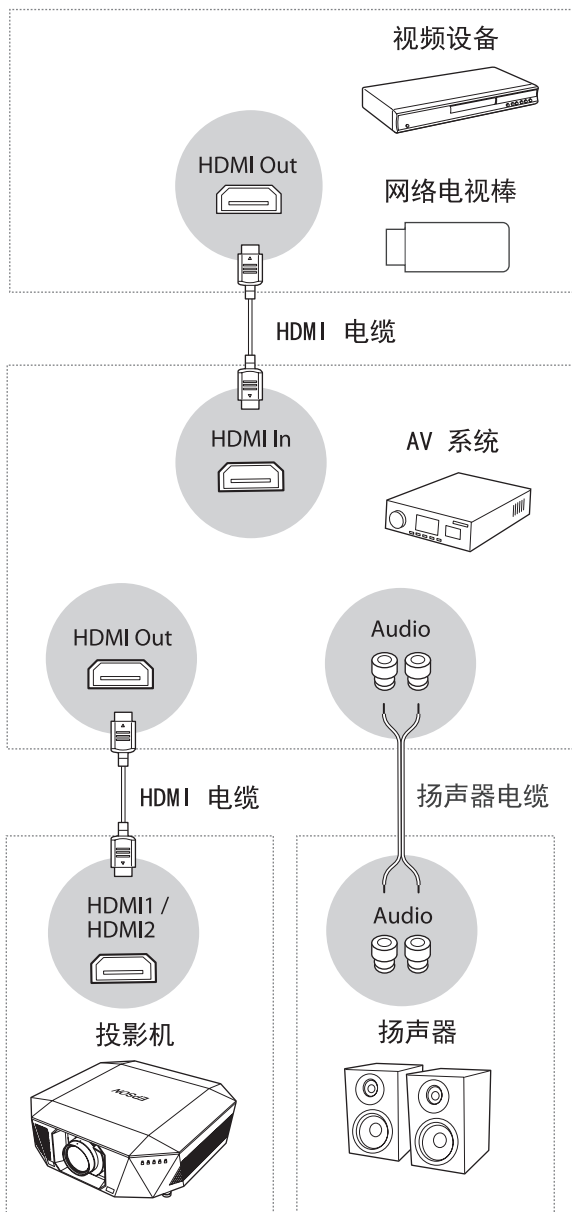 视频设备
HDMI Out
网络电视棒
HDMI 电缆
HDMI In
AV 系统
HDMI Out
Audio
HDMI 电缆
扬声器电缆
HDMI1 /
HDMI2
Audio
投影机
扬声器
EPSON